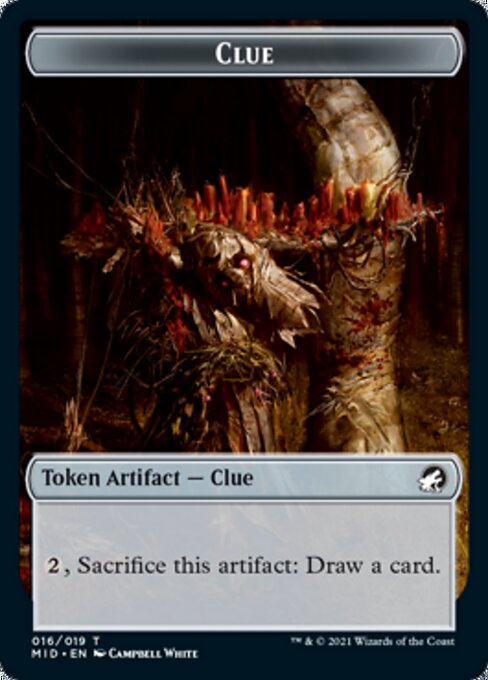 Clue
Token Artifact — Clue
2, Sacrifice this artifact: Draw a card.
016/019 T
MID • EN Campbell White
™ & © 2021 Wizards of the Coast